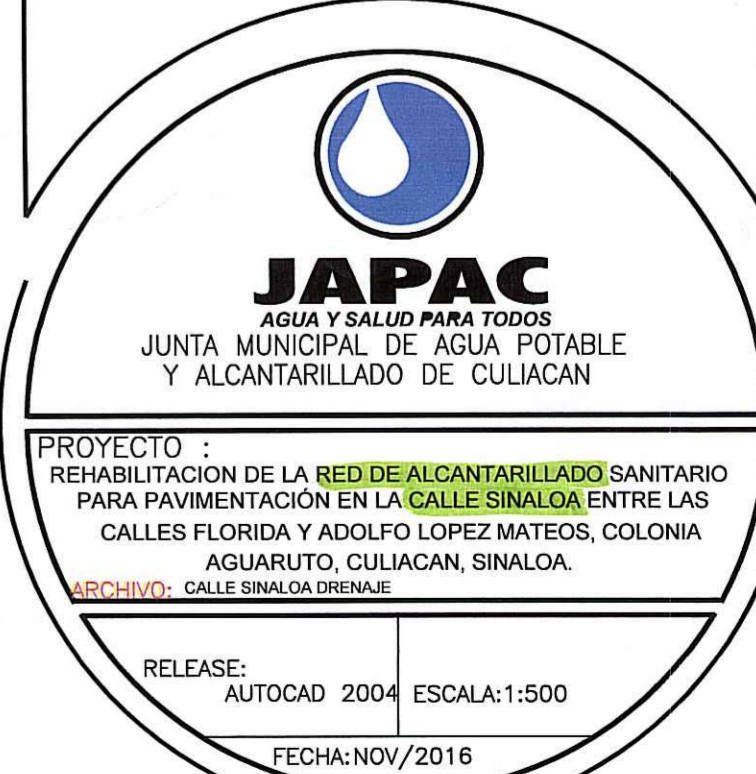 JAPAC
AGUA Y SALUD PARA TODOS
JUNTA MUNICIPAL DE AGUA POTABLE
Y ALCANTARILLADO DE CULIACAN
PROYECTO :
REHABILITACION DE LA RED DE ALCANTARILLADO SANITARIO
PARA PAVIMENTACIÓN EN LA CALLE SINALOA ENTRE LAS
CALLES FLORIDA Y ADOLFO LOPEZ MATEOS, COLONIA
AGUARUTO, CULIACAN, SINALOA.
ARCHIVO: CALLE SINALOA DRENAJE
RELEASE:
AUTOCAD 2004 ESCALA:1:500
FECHA:NOV/2016